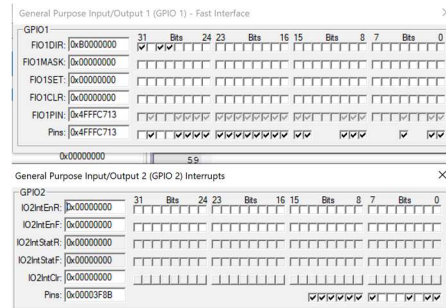 General Purpose Input/Output 1 (GPIO 1) - Fast Interface
GPIO1
31 Bits 24 23 Bits 16 15 Bits 8 7 Bits 0
FIO1DIR: 0xB0000000
FIO1MASK: 0x00000000
FIO1SET: 0x00000000
FIO1CLR: 0x00000000
FIO1PIN: 0x4FFFC713
Pins: 0x4FFFC713
0x00000000 59
General Purpose Input/Output 2 (GPIO 2) Interrupts
GPIO2
31 Bits 24 23 Bits 16 15 Bits 8 7 Bits 0
IO2IntEnR: 0x00000000
IO2IntEnF: 0x00000000
IO2IntStatR: 0x00000000
IO2IntStatF: 0x00000000
IO2IntClr: 0x00000000
Pins: 0x00003F8B